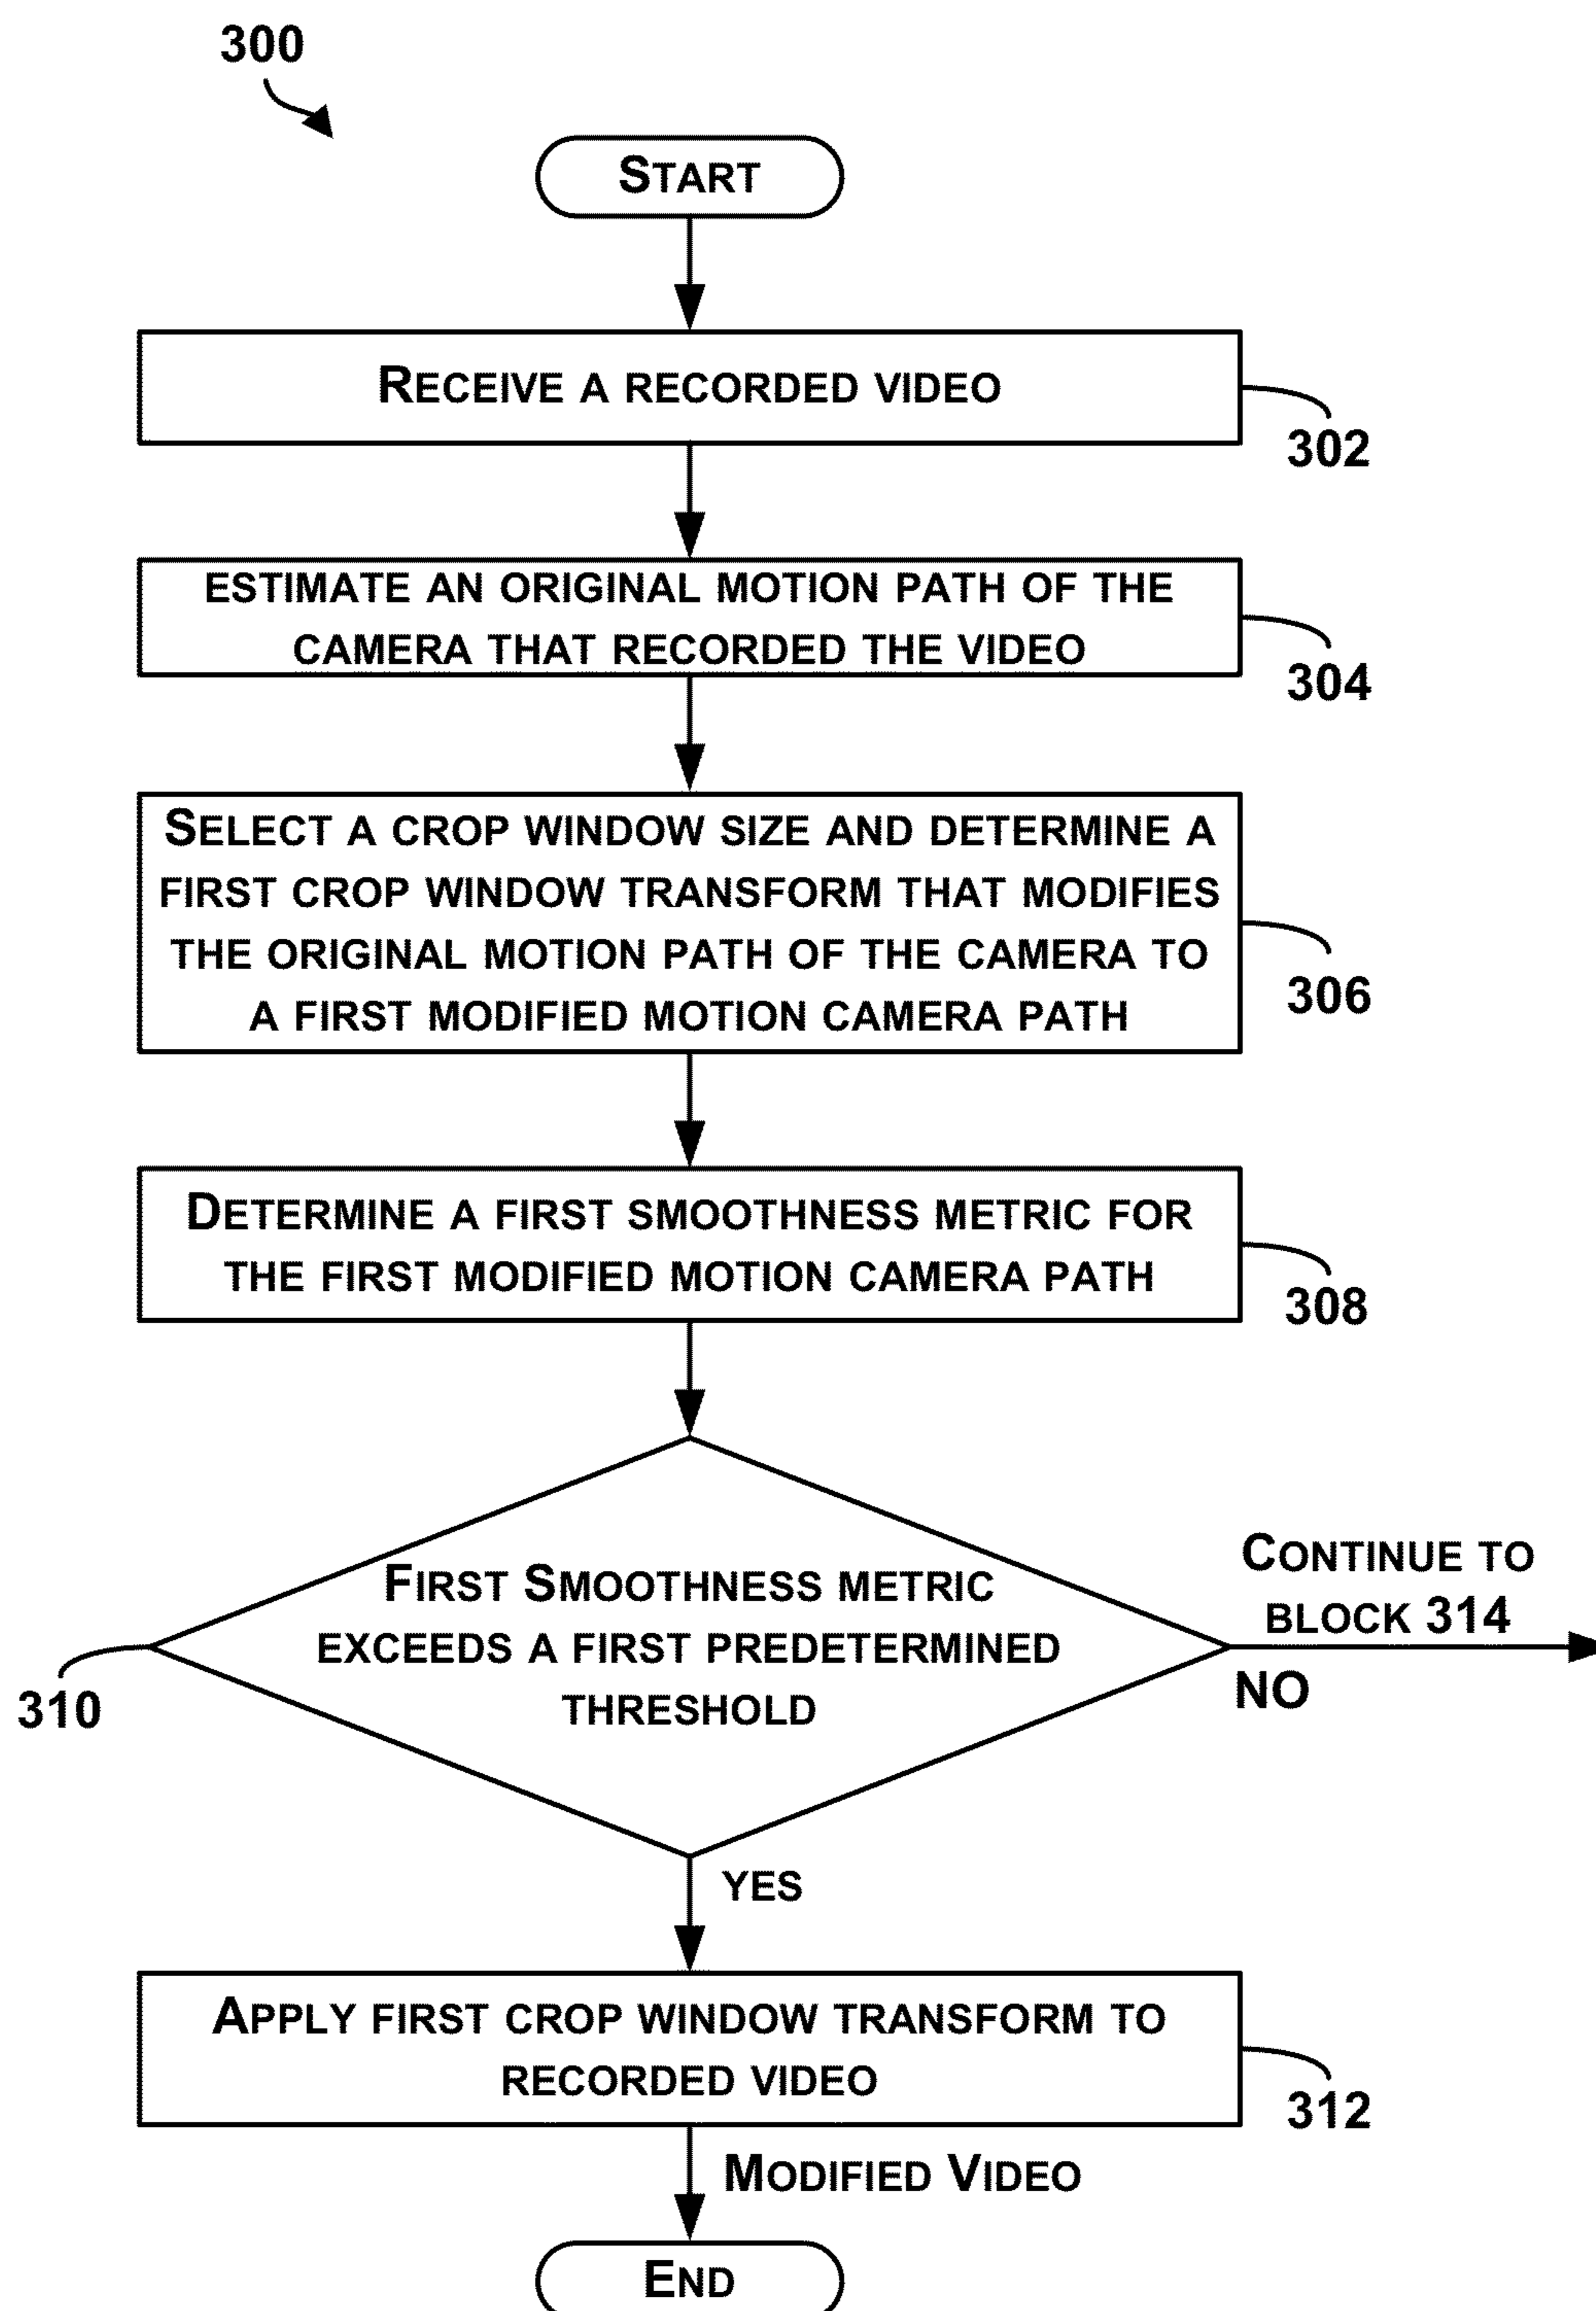 300
START
RECEIVE A RECORDED VIDEO
302
ESTIMATE AN ORIGINAL MOTION PATH OF THE
CAMERA THAT RECORDED THE VIDEO
304
SELECT A CROP WINDOW SIZE AND DETERMINE A
FIRST CROP WINDOW TRANSFORM THAT MODIFIES
THE ORIGINAL MOTION PATH OF THE CAMERA TO
A FIRST MODIFIED MOTION CAMERA PATH
306
DETERMINE A FIRST SMOOTHNESS METRIC FOR
THE FIRST MODIFIED MOTION CAMERA PATH
308
FIRST SMOOTHNESS METRIC
EXCEEDS A FIRST PREDETERMINED
THRESHOLD
310
CONTINUE TO
BLOCK 314
NO
YES
APPLY FIRST CROP WINDOW TRANSFORM TO
RECORDED VIDEO
312
MODIFIED VIDEO
END